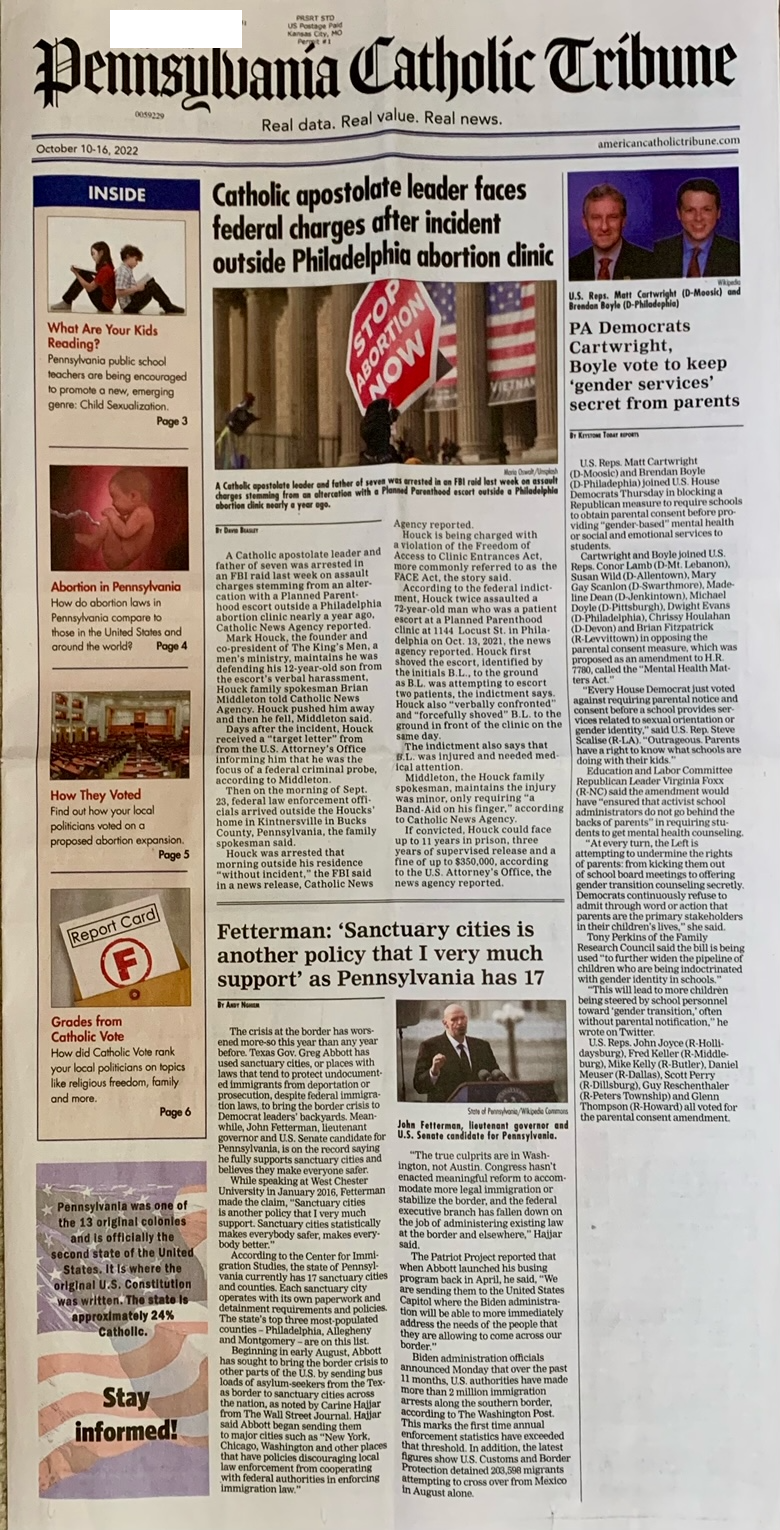 PRSRT STD
US Postage Paid
Kansas City, MO
Permit #1
Pennsylvania Catholic Tribune
0059229
Real data. Real value. Real news.
October 10-16, 2022
americancatholictribune.com
INSIDE
What Are Your Kids
Reading?
Pennsylvania public school
teachers are being encouraged
to promote a new, emerging
genre: Child Sexualization.
Page 3
Abortion in Pennsylvania
How do abortion laws in
Pennsylvania compare to
those in the United States and
around the world? Page 4
How They Voted
Find out how your local
politicians voted on a
proposed abortion expansion.
Page 5
Report Card
F
Grades from
Catholic Vote
How did Catholic Vote rank
your local politicians on topics
like religious freedom, family
and more.
Page 6
Pennsylvania was one of
the 13 original colonies
and is officially the
second state of the United
States. It is where the
original U.S. Constitution
was written. The state is
approximately 24%
Catholic.
Stay
informed!
Catholic apostolate leader faces
federal charges after incident
outside Philadelphia abortion clinic
STOP
ABORTION
NOW
VIETNAM
Maria Oswalt/Unsplash
A Catholic apostolate leader and father of seven was arrested in an FBI raid last week on assault
charges stemming from an altercation with a Planned Parenthood escort outside a Philadelphia
abortion clinic nearly a year ago.
By David Beasley
A Catholic apostolate leader and
father of seven was arrested in
an FBI raid last week on assault
charges stemming from an alter-
cation with a Planned Parent-
hood escort outside a Philadelphia
abortion clinic nearly a year ago,
Catholic News Agency reported.
Mark Houck, the founder and
co-president of The King's Men, a
men's ministry, maintains he was
defending his 12-year-old son from
the escort's verbal harassment,
Houck family spokesman Brian
Middleton told Catholic News
Agency. Houck pushed him away
and then he fell, Middleton said.
Days after the incident, Houck
received a "target letter" from
from the U.S. Attorney's Office
informing him that he was the
focus of a federal criminal probe,
according to Middleton.
Then on the morning of Sept.
23, federal law enforcement offi-
cials arrived outside the Houcks'
home in Kintnersville in Bucks
County, Pennsylvania, the family
spokesman said.
Houck was arrested that
morning outside his residence
"without incident," the FBI said
in a news release, Catholic News
Agency reported.
Houck is being charged with
a violation of the Freedom of
Access to Clinic Entrances Act,
more commonly referred to as the
FACE Act, the story said.
According to the federal indict-
ment, Houck twice assaulted a
72-year-old man who was a patient
escort at a Planned Parenthood
clinic at 1144 Locust St. in Phila-
delphia on Oct. 13, 2021, the news
agency reported. Houck first
shoved the escort, identified by
the initials B.L., to the ground
as B.L. was attempting to escort
two patients, the indictment says.
Houck also "verbally confronted"
and "forcefully shoved" B.L. to the
ground in front of the clinic on the
same day.
The indictment also says that
B.L. was injured and needed med-
ical attention.
Middleton, the Houck family
spokesman, maintains the injury
was minor, only requiring "a
Band-Aid on his finger," according
to Catholic News Agency.
If convicted, Houck could face
up to 11 years in prison, three
years of supervised release and a
fine of up to $350,000, according
to the U.S. Attorney's Office, the
news agency reported.
Fetterman: 'Sanctuary cities is
another policy that I very much
support' as Pennsylvania has 17
By Andy Nghiem
The crisis at the border has wors-
ened more-so this year than any year
before. Texas Gov. Greg Abbott has
used sanctuary cities, or places with
laws that tend to protect undocument-
ed immigrants from deportation or
prosecution, despite federal immigra-
tion laws, to bring the border crisis to
Democrat leaders' backyards. Mean-
while, John Fetterman, lieutenant
governor and U.S. Senate candidate for
Pennsylvania, is on the record saying
he fully supports sanctuary cities and
believes they make everyone safer.
While speaking at West Chester
University in January 2016, Fetterman
made the claim, "Sanctuary cities
is another policy that I very much
support. Sanctuary cities statistically
makes everybody safer, makes every-
body better."
According to the Center for Immi-
gration Studies, the state of Pennsyl-
vania currently has 17 sanctuary cities
and counties. Each sanctuary city
operates with its own paperwork and
detainment requirements and policies.
The state's top three most-populated
counties – Philadelphia, Allegheny
and Montgomery – are on this list.
Beginning in early August, Abbott
has sought to bring the border crisis to
other parts of the U.S. by sending bus
loads of asylum-seekers from the Tex-
as border to sanctuary cities across
the nation, as noted by Carine Hajjar
from The Wall Street Journal. Hajjar
said Abbott began sending them
to major cities such as "New York,
Chicago, Washington and other places
that have policies discouraging local
law enforcement from cooperating
with federal authorities in enforcing
immigration law."
State of Pennsylvania/Wikipedia Commons
John Fetterman, lieutenant governor and
U.S. Senate candidate for Pennsylvania.
"The true culprits are in Wash-
ington, not Austin. Congress hasn't
enacted meaningful reform to accom-
modate more legal immigration or
stabilize the border, and the federal
executive branch has fallen down on
the job of administering existing law
at the border and elsewhere," Hajjar
said.
The Patriot Project reported that
when Abbott launched his busing
program back in April, he said, "We
are sending them to the United States
Capitol where the Biden administra-
tion will be able to more immediately
address the needs of the people that
they are allowing to come across our
border."
Biden administration officials
announced Monday that over the past
11 months, U.S. authorities have made
more than 2 million immigration
arrests along the southern border,
according to The Washington Post.
This marks the first time annual
enforcement statistics have exceeded
that threshold. In addition, the latest
figures show U.S. Customs and Border
Protection detained 203,598 migrants
attempting to cross over from Mexico
in August alone.
Wikipedia
U.S. Reps. Matt Cartwright (D-Moosic) and
Brendan Boyle (D-Philadephia)
PA Democrats
Cartwright,
Boyle vote to keep
'gender services'
secret from parents
By Keystone Today reports
U.S. Reps. Matt Cartwright
(D-Moosic) and Brendan Boyle
(D-Philadephia) joined U.S. House
Democrats Thursday in blocking a
Republican measure to require schools
to obtain parental consent before pro-
viding "gender-based" mental health
or social and emotional services to
students.
Cartwright and Boyle joined U.S.
Reps. Conor Lamb (D-Mt. Lebanon),
Susan Wild (D-Allentown), Mary
Gay Scanlon (D-Swarthmore), Made-
line Dean (D-Jenkintown), Michael
Doyle (D-Pittsburgh), Dwight Evans
(D-Philadephia), Chrissy Houlahan
(D-Devon) and Brian Fitzpatrick
(R-Levittown) in opposing the
parental consent measure, which was
proposed as an amendment to H.R.
7780, called the "Mental Health Mat-
ters Act."
"Every House Democrat just voted
against requiring parental notice and
consent before a school provides ser-
vices related to sexual orientation or
gender identity," said U.S. Rep. Steve
Scalise (R-LA). "Outrageous. Parents
have a right to know what schools are
doing with their kids."
Education and Labor Committee
Republican Leader Virginia Foxx
(R-NC) said the amendment would
have "ensured that activist school
administrators do not go behind the
backs of parents" in requiring stu-
dents to get mental health counseling.
"At every turn, the Left is
attempting to undermine the rights
of parents: from kicking them out
of school board meetings to offering
gender transition counseling secretly.
Democrats continuously refuse to
admit through word or action that
parents are the primary stakeholders
in their children's lives," she said.
Tony Perkins of the Family
Research Council said the bill is being
used "to further widen the pipeline of
children who are being indoctrinated
with gender identity in schools."
"This will lead to more children
being steered by school personnel
toward 'gender transition,' often
without parental notification," he
wrote on Twitter.
U.S. Reps. John Joyce (R-Holli-
daysburg), Fred Keller (R-Middle-
burg), Mike Kelly (R-Butler), Daniel
Meuser (R-Dallas), Scott Perry
(R-Dillsburg), Guy Reschenthaler
(R-Peters Township) and Glenn
Thompson (R-Howard) all voted for
the parental consent amendment.